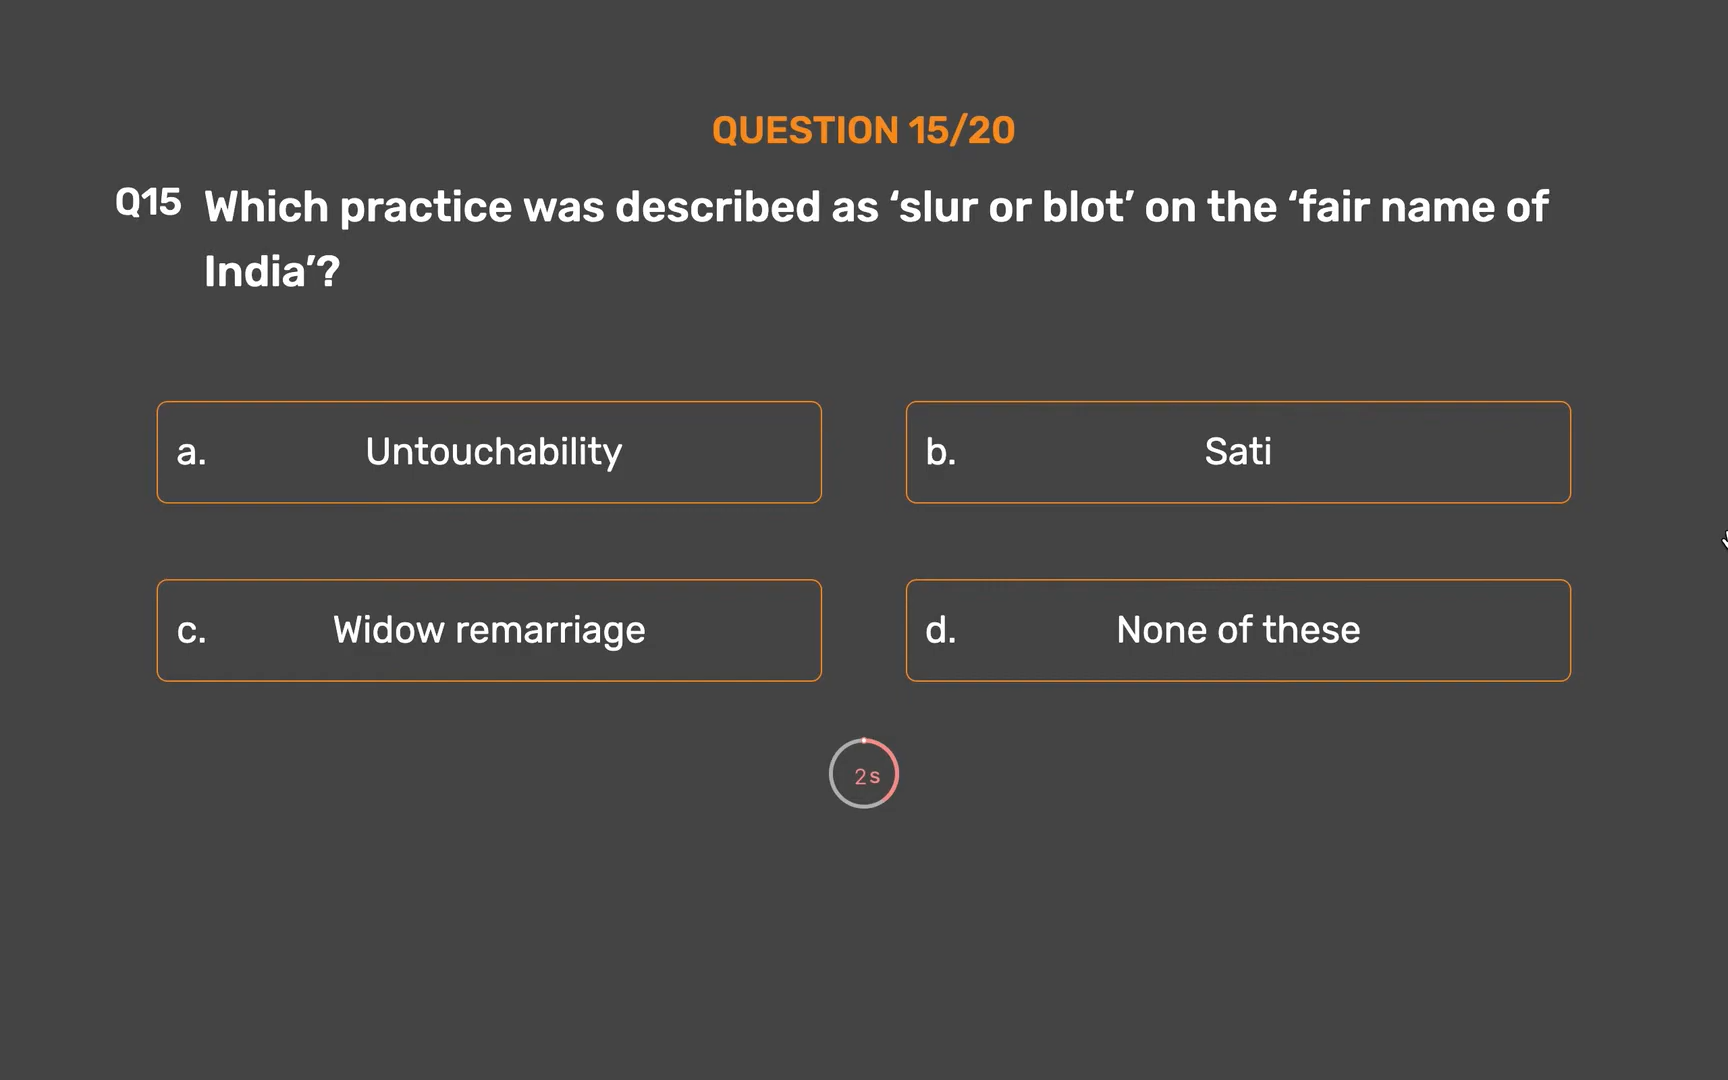 QUESTION 15/20
Q15 Which practice was described as ‘slur or blot’ on the ‘fair name of
India’?
a. Untouchability
b. Sati
c. Widow remarriage
d. None of these
2s